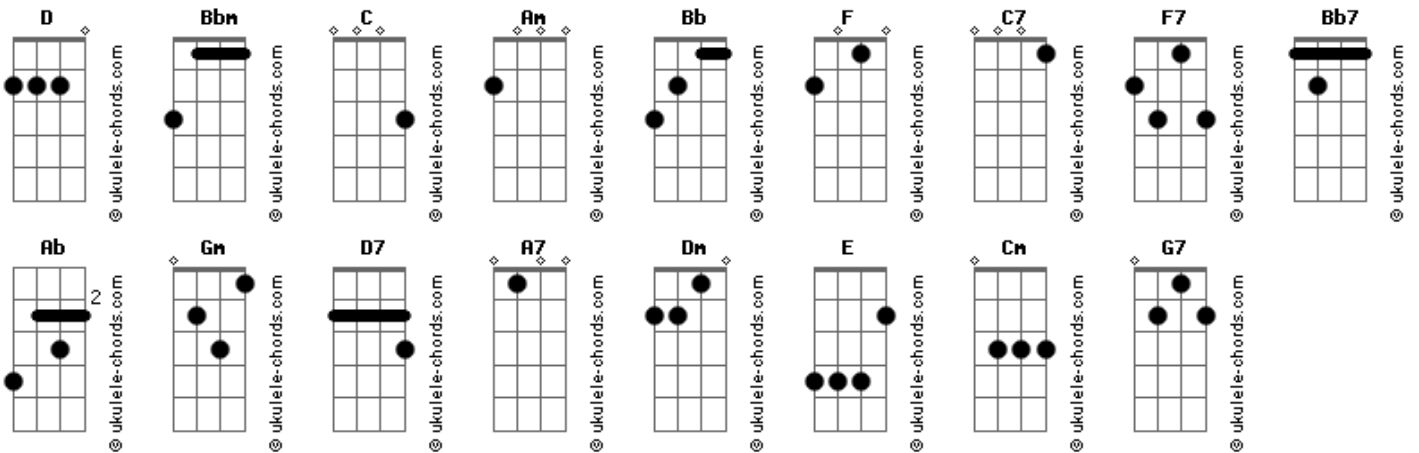 D Bbm C Am Bb F C7 F7 Bb7
© ukulele-chords.com © ukulele-chords.com © ukulele-chords.com © ukulele-chords.com © ukulele-chords.com © ukulele-chords.com © ukulele-chords.com © ukulele-chords.com © ukulele-chords.com
Ab Gm D7 A7 Dm E Cm G7
2
© ukulele-chords.com © ukulele-chords.com © ukulele-chords.com © ukulele-chords.com © ukulele-chords.com © ukulele-chords.com © ukulele-chords.com © ukulele-chords.com